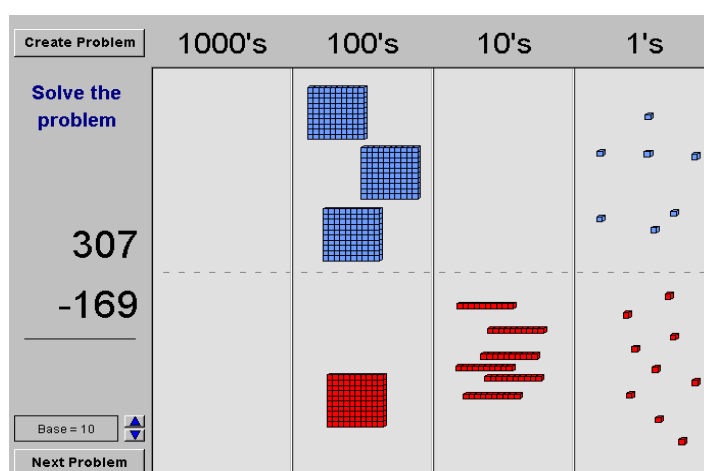 Create Problem
1000's 100's 10's 1's
Solve the
problem
307
-169
Base = 10
Next Problem